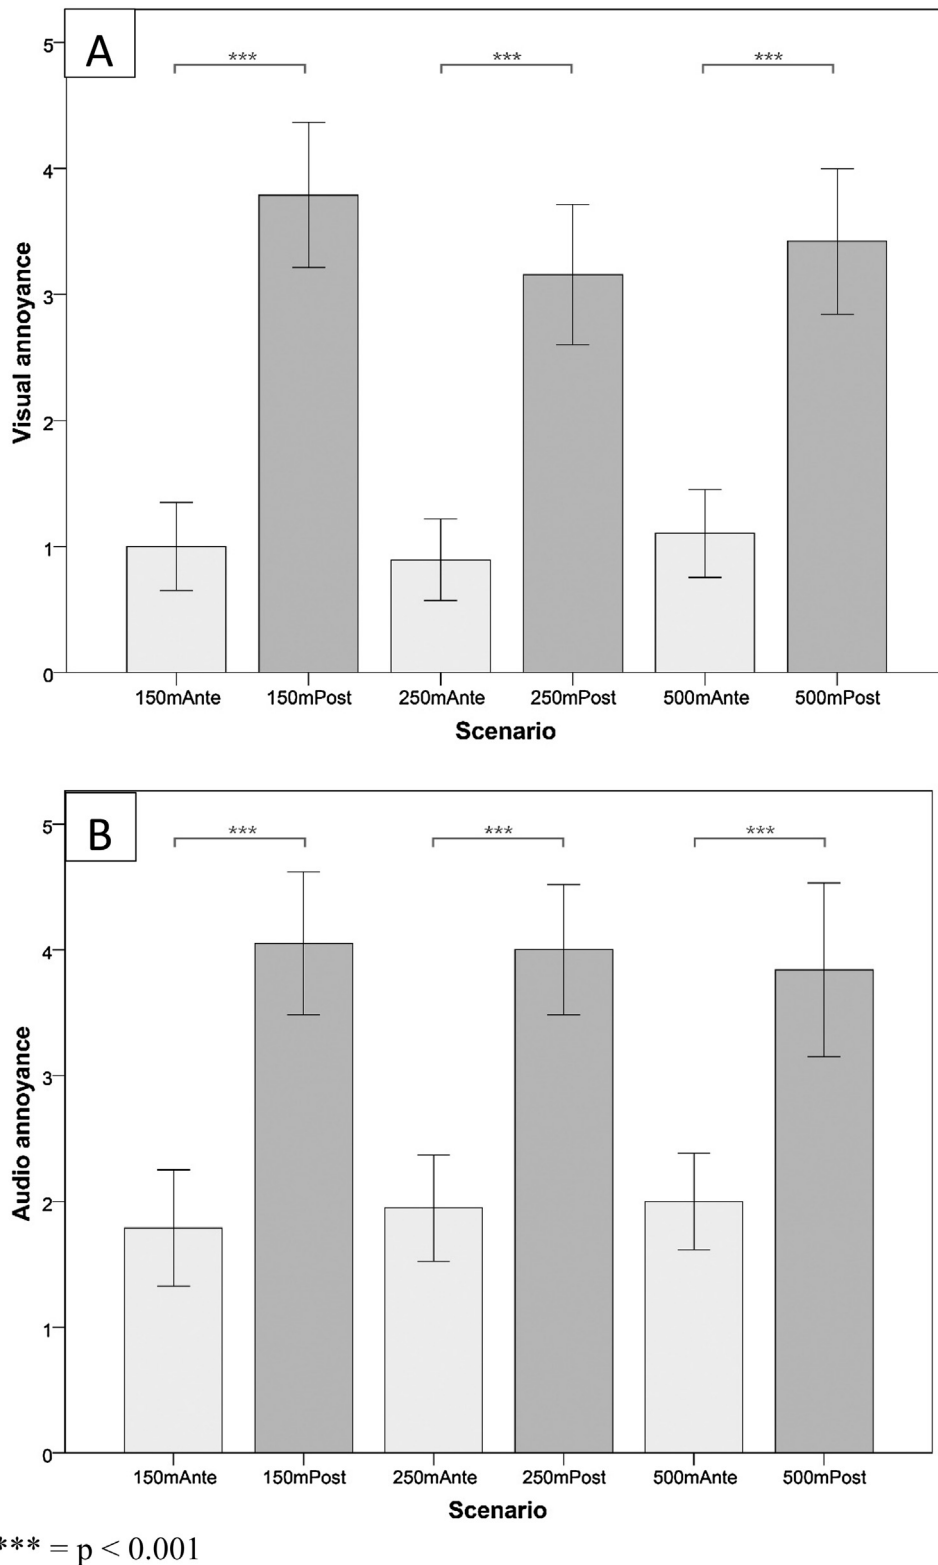 A
5
*** *** ***
4
3
2
1
0
Visual annoyance
150mAnte 150mPost 250mAnte 250mPost 500mAnte 500mPost
Scenario
B
5
*** *** ***
4
3
2
1
0
Audio annoyance
150mAnte 150mPost 250mAnte 250mPost 500mAnte 500mPost
Scenario
*** = p < 0.001